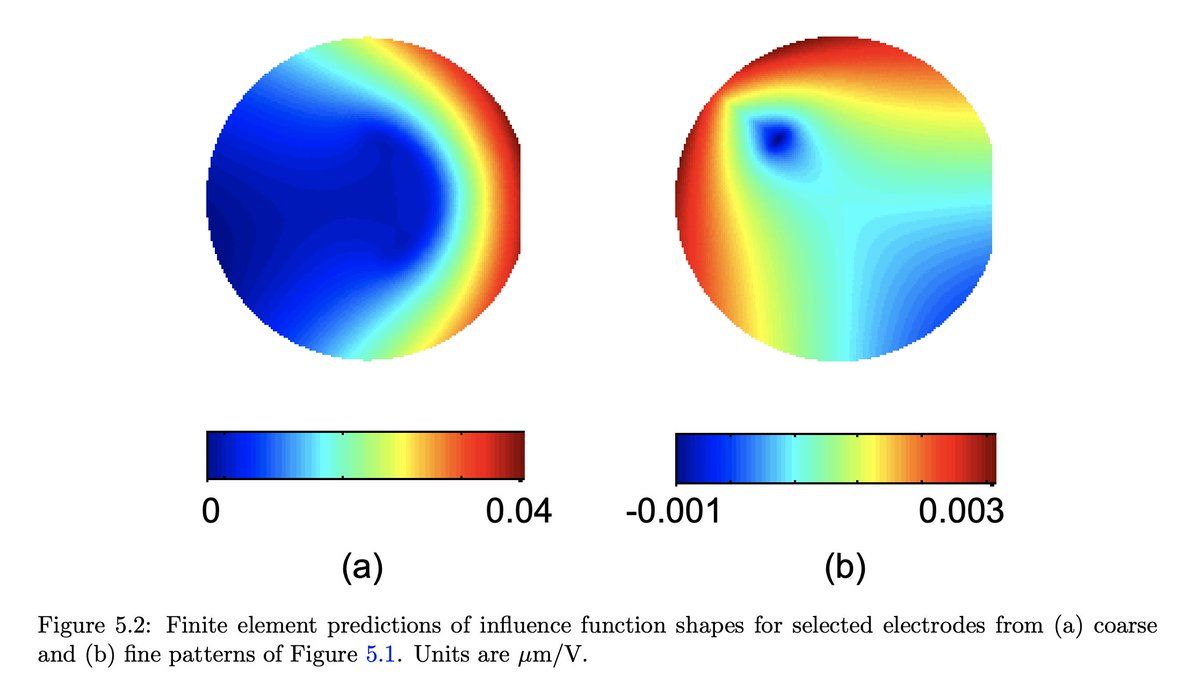 0 0.04 -0.001 0.003
(a) (b)
Figure 5.2: Finite element predictions of influence function shapes for selected electrodes from (a) coarse
and (b) fine patterns of Figure 5.1. Units are μm/V.